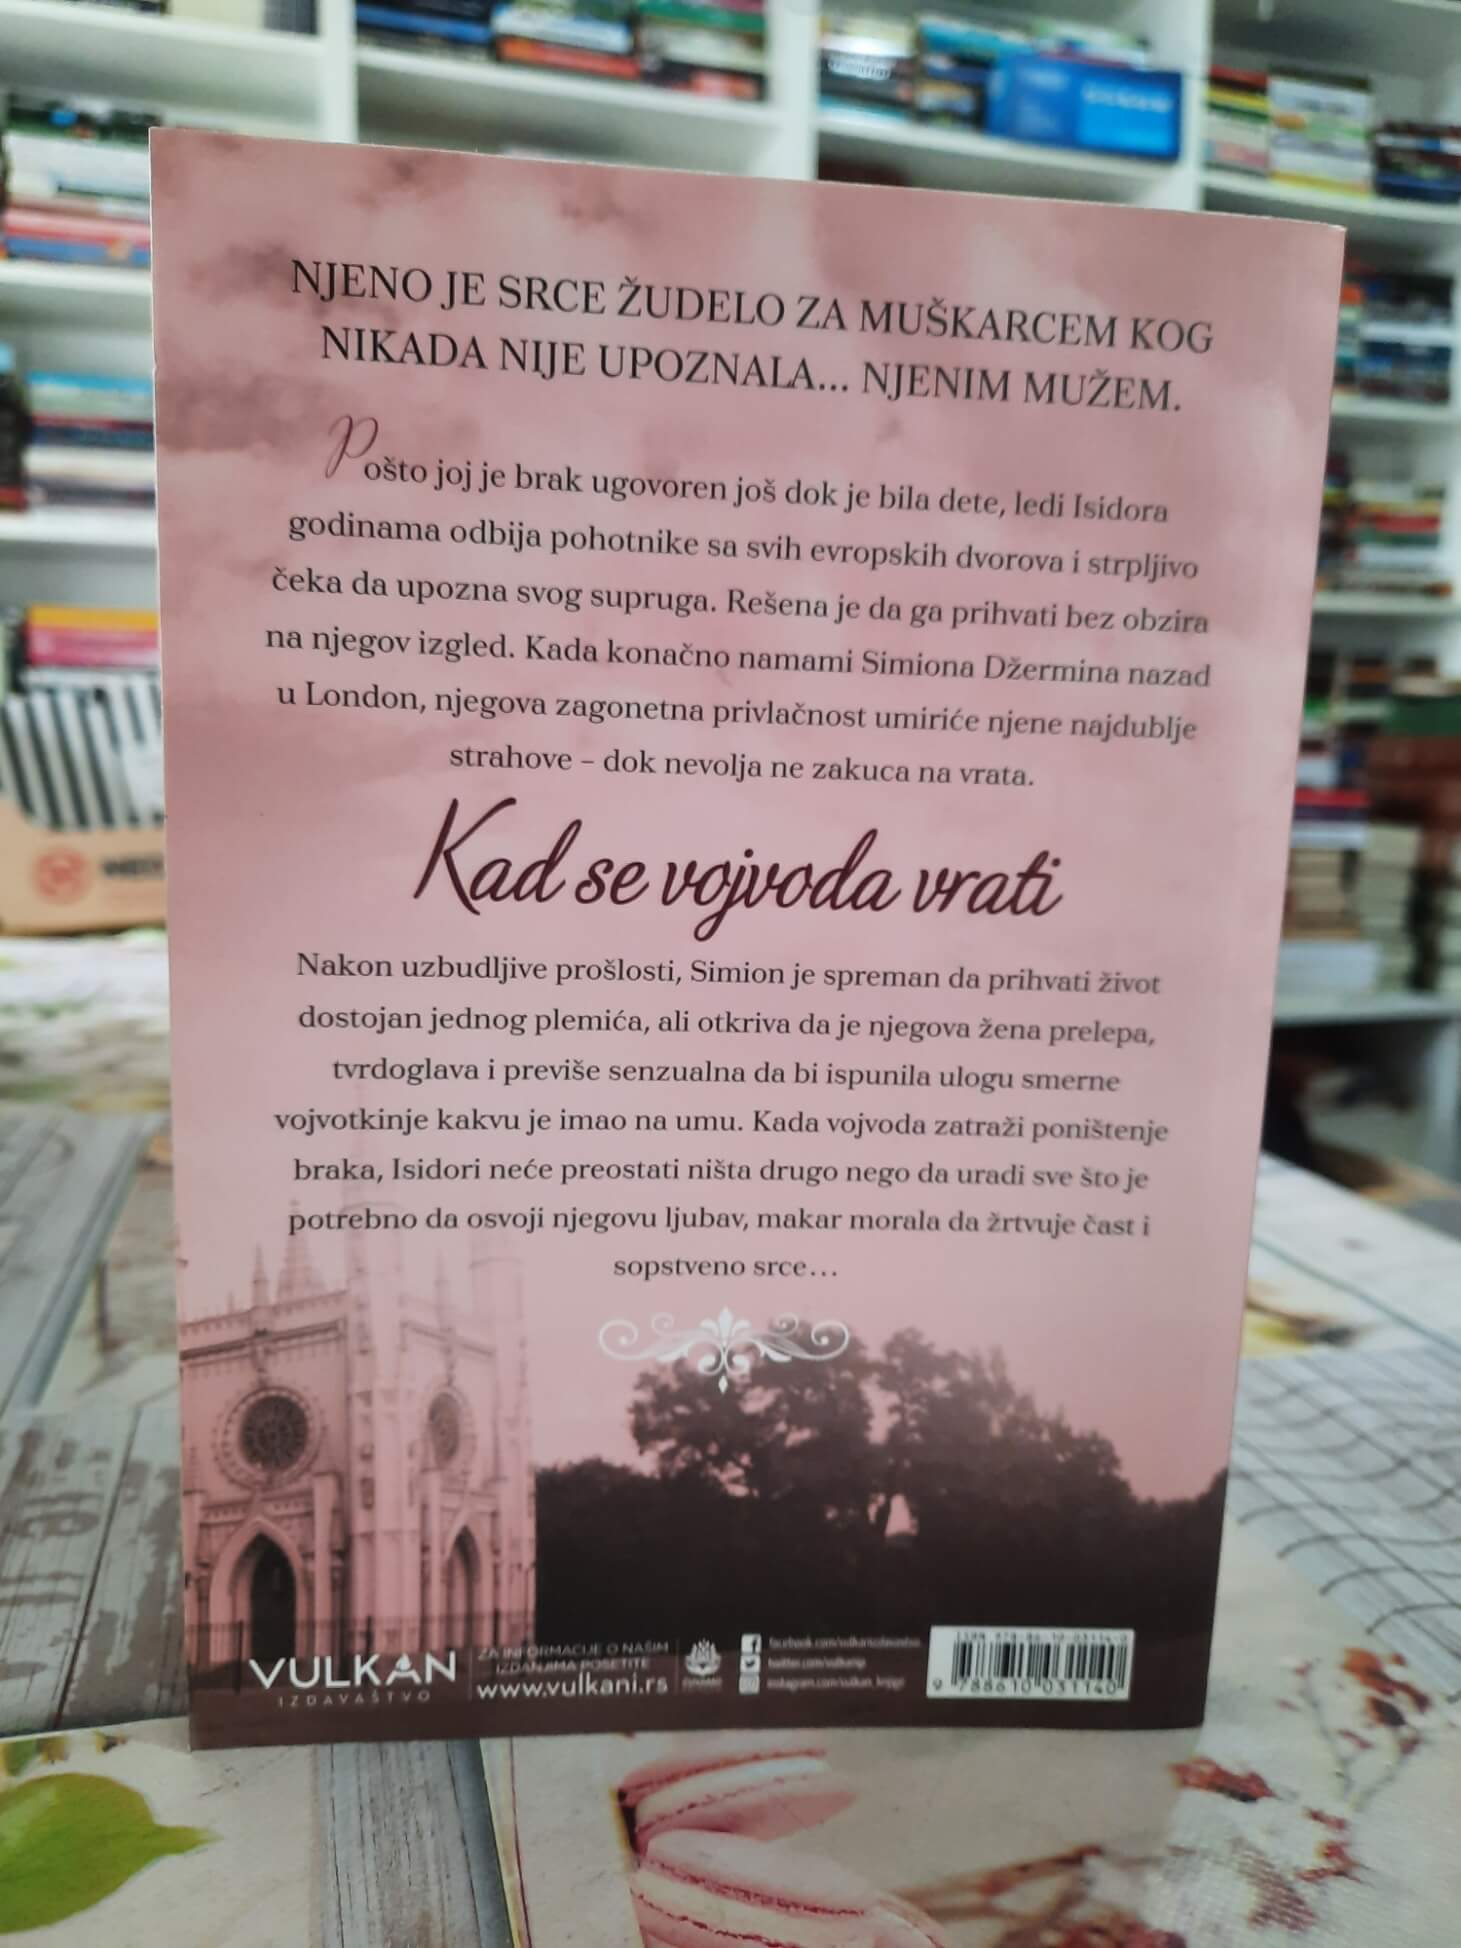 NJENO JE SRCE ŽUDELO ZA MUŠKARCEM KOG
NIKADA NIJE UPOZNALA... NJENIM MUŽEM.
Pošto joj je brak ugovoren još dok je bila dete, ledi Isidora
godinama odbija pohotnike sa svih evropskih dvorova i strpljivo
čeka da upozna svog supruga. Rešena je da ga prihvati bez obzira
na njegov izgled. Kada konačno namami Simiona Džermina nazad
u London, njegova zagonetna privlačnost umiriće njene najdublje
strahove – dok nevolja ne zakuca na vrata.
Kad se vojvoda vrati
Nakon uzbudljive prošlosti, Simion je spreman da prihvati život
dostojan jednog plemića, ali otkriva da je njegova žena prelepa,
tvrdoglava i previše senzualna da bi ispunila ulogu smerne
vojvotkinje kakvu je imao na umu. Kada vojvoda zatraži poništenje
braka, Isidori neće preostati ništa drugo nego da uradi sve što je
potrebno da osvoji njegovu ljubav, makar morala da žrtvuje čast i
sopstveno srce...
VULKAN
IZDAVAŠTVO
ZA INFORMACIJE O NAŠIM
IZDANJIMA POSETITE
www.vulkani.rs
9 788610 031140